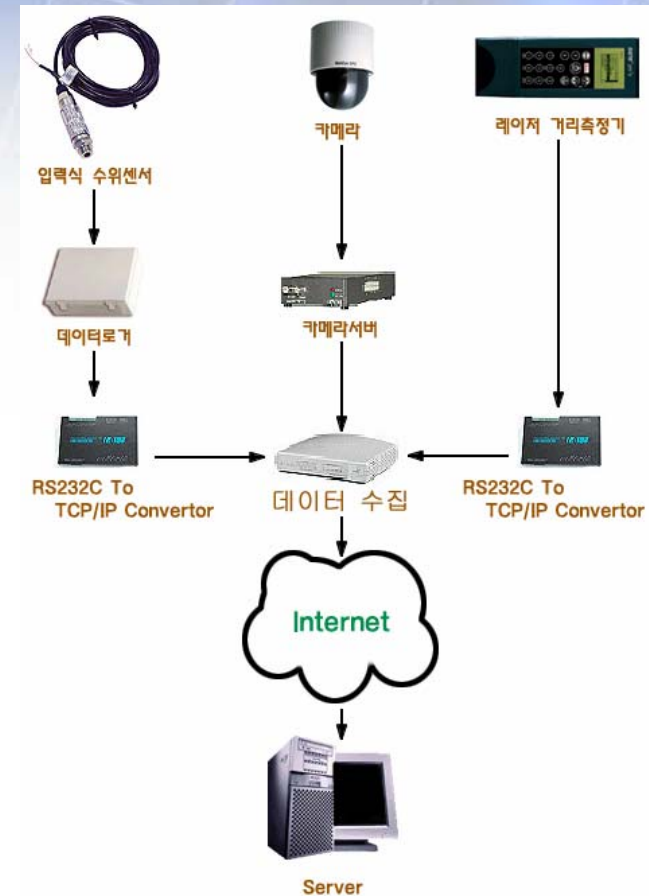 카메라
레이저 거리측정기
입력식 수위센서
데이터로거
카메라서버
RS232C To
TCP/IP Convertor
데이터 수집
RS232C To
TCP/IP Convertor
Internet
Server